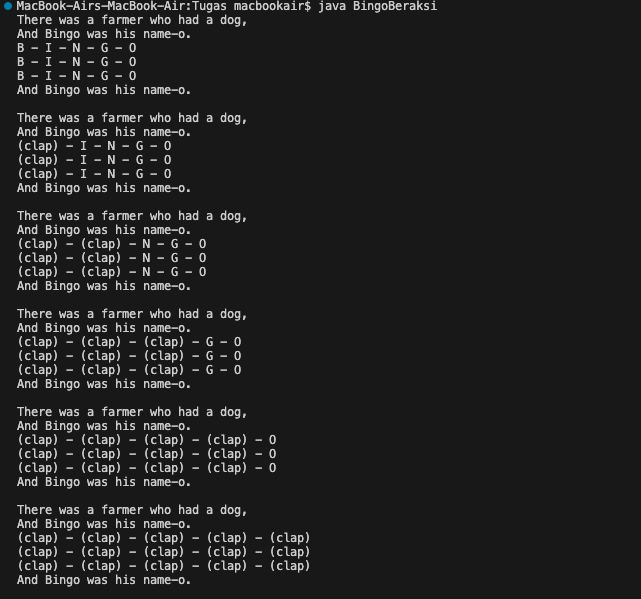 MacBook-Airs-MacBook-Air:Tugas macbookair$ java BingoBeraksi
There was a farmer who had a dog,
And Bingo was his name-o.
B - I - N - G - O
B - I - N - G - O
B - I - N - G - O
And Bingo was his name-o.

There was a farmer who had a dog,
And Bingo was his name-o.
(clap) - I - N - G - O
(clap) - I - N - G - O
(clap) - I - N - G - O
And Bingo was his name-o.

There was a farmer who had a dog,
And Bingo was his name-o.
(clap) - (clap) - N - G - O
(clap) - (clap) - N - G - O
(clap) - (clap) - N - G - O
And Bingo was his name-o.

There was a farmer who had a dog,
And Bingo was his name-o.
(clap) - (clap) - (clap) - G - O
(clap) - (clap) - (clap) - G - O
(clap) - (clap) - (clap) - G - O
And Bingo was his name-o.

There was a farmer who had a dog,
And Bingo was his name-o.
(clap) - (clap) - (clap) - (clap) - O
(clap) - (clap) - (clap) - (clap) - O
(clap) - (clap) - (clap) - (clap) - O
And Bingo was his name-o.

There was a farmer who had a dog,
And Bingo was his name-o.
(clap) - (clap) - (clap) - (clap) - (clap)
(clap) - (clap) - (clap) - (clap) - (clap)
(clap) - (clap) - (clap) - (clap) - (clap)
And Bingo was his name-o.